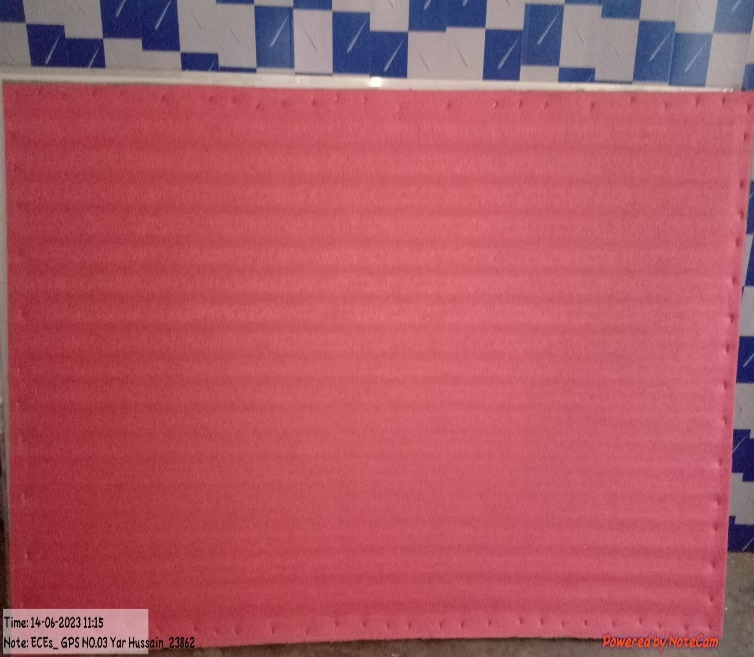 Time: 14-06-2023 11:15
Note: ECEs_ GPS NO.03 Yar Hussain_23862
Powered by NoteCam